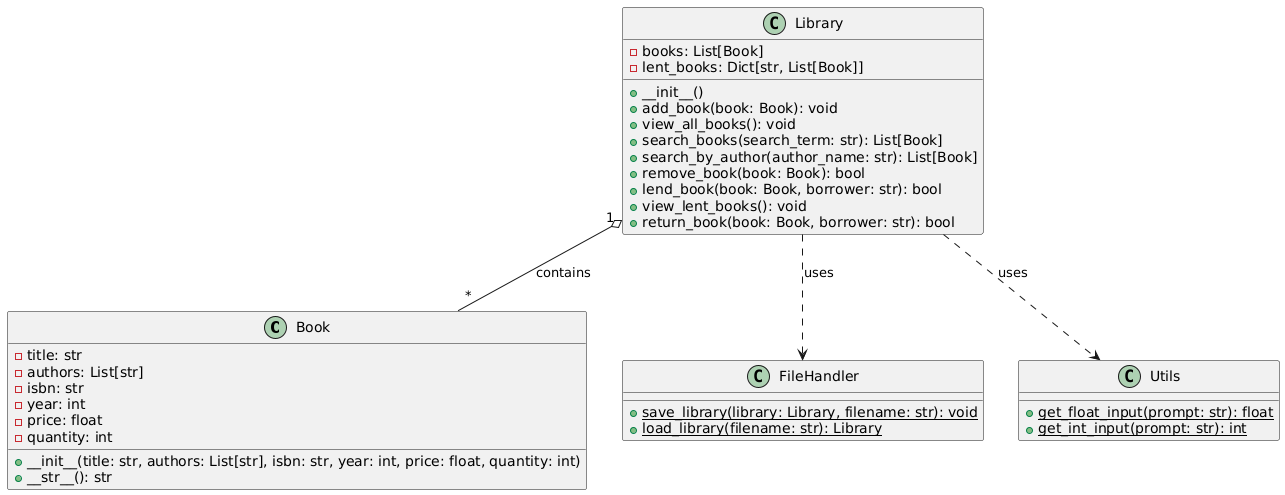 C Library
books: List[Book]
lent_books: Dict[str, List[Book]]
__init__()
add_book(book: Book): void
view_all_books(): void
search_books(search_term: str): List[Book]
search_by_author(author_name: str): List[Book]
remove_book(book: Book): bool
lend_book(book: Book, borrower: str): bool
view_lent_books(): void
return_book(book: Book, borrower: str): bool
1
contains
*
uses
uses
C Book
title: str
authors: List[str]
isbn: str
year: int
price: float
quantity: int
__init__(title: str, authors: List[str], isbn: str, year: int, price: float, quantity: int)
__str__(): str
C FileHandler
save_library(library: Library, filename: str): void
load_library(filename: str): Library
C Utils
get_float_input(prompt: str): float
get_int_input(prompt: str): int